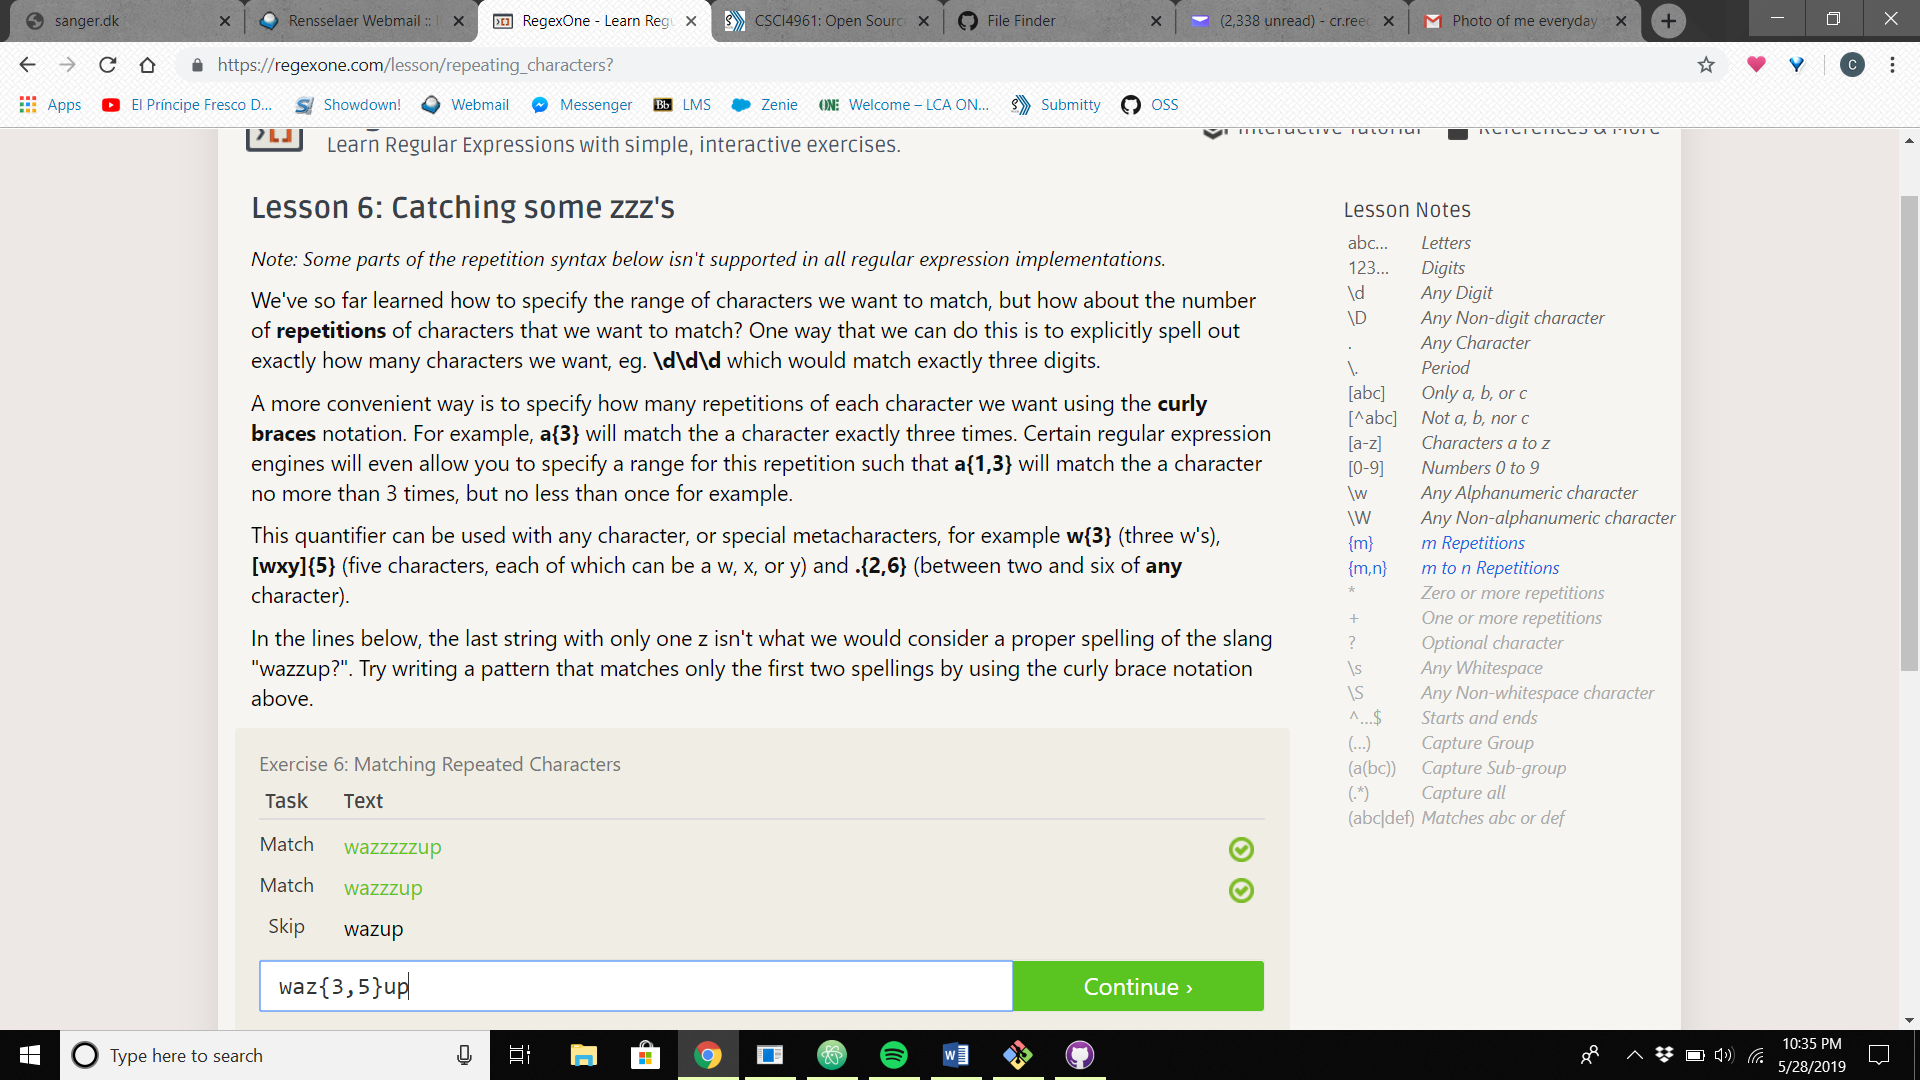 sanger.dk
Rensselaer Webmail ::
RegexOne - Learn Regu
CSCI4961: Open Sourc
File Finder
(2,338 unread) - cr.reed
Photo of me everyday
https://regexone.com/lesson/repeating_characters?
C
Apps
El Príncipe Fresco D...
Showdown!
Webmail
Messenger
Bb LMS
Zenie
ONE Welcome – LCA ON...
Submitty
OSS
Interactive Tutorial
References & More
Learn Regular Expressions with simple, interactive exercises.
Lesson 6: Catching some zzz's
Note: Some parts of the repetition syntax below isn't supported in all regular expression implementations.
We've so far learned how to specify the range of characters we want to match, but how about the number
of repetitions of characters that we want to match? One way that we can do this is to explicitly spell out
exactly how many characters we want, eg. \d\d\d which would match exactly three digits.
A more convenient way is to specify how many repetitions of each character we want using the curly
braces notation. For example, a{3} will match the a character exactly three times. Certain regular expression
engines will even allow you to specify a range for this repetition such that a{1,3} will match the a character
no more than 3 times, but no less than once for example.
This quantifier can be used with any character, or special metacharacters, for example w{3} (three w's),
[wxy]{5} (five characters, each of which can be a w, x, or y) and .{2,6} (between two and six of any
character).
In the lines below, the last string with only one z isn't what we would consider a proper spelling of the slang
"wazzup?". Try writing a pattern that matches only the first two spellings by using the curly brace notation
above.
Exercise 6: Matching Repeated Characters
Task Text
Match wazzzzzup
Match wazzzup
Skip wazup
waz{3,5}up
Continue ›
Lesson Notes
abc... Letters
123... Digits
\d Any Digit
\D Any Non-digit character
. Any Character
\. Period
[abc] Only a, b, or c
[^abc] Not a, b, nor c
[a-z] Characters a to z
[0-9] Numbers 0 to 9
\w Any Alphanumeric character
\W Any Non-alphanumeric character
{m} m Repetitions
{m,n} m to n Repetitions
* Zero or more repetitions
+ One or more repetitions
? Optional character
\s Any Whitespace
\S Any Non-whitespace character
^...$ Starts and ends
(...) Capture Group
(a(bc)) Capture Sub-group
(.*) Capture all
(abc|def) Matches abc or def
Type here to search
10:35 PM
5/28/2019